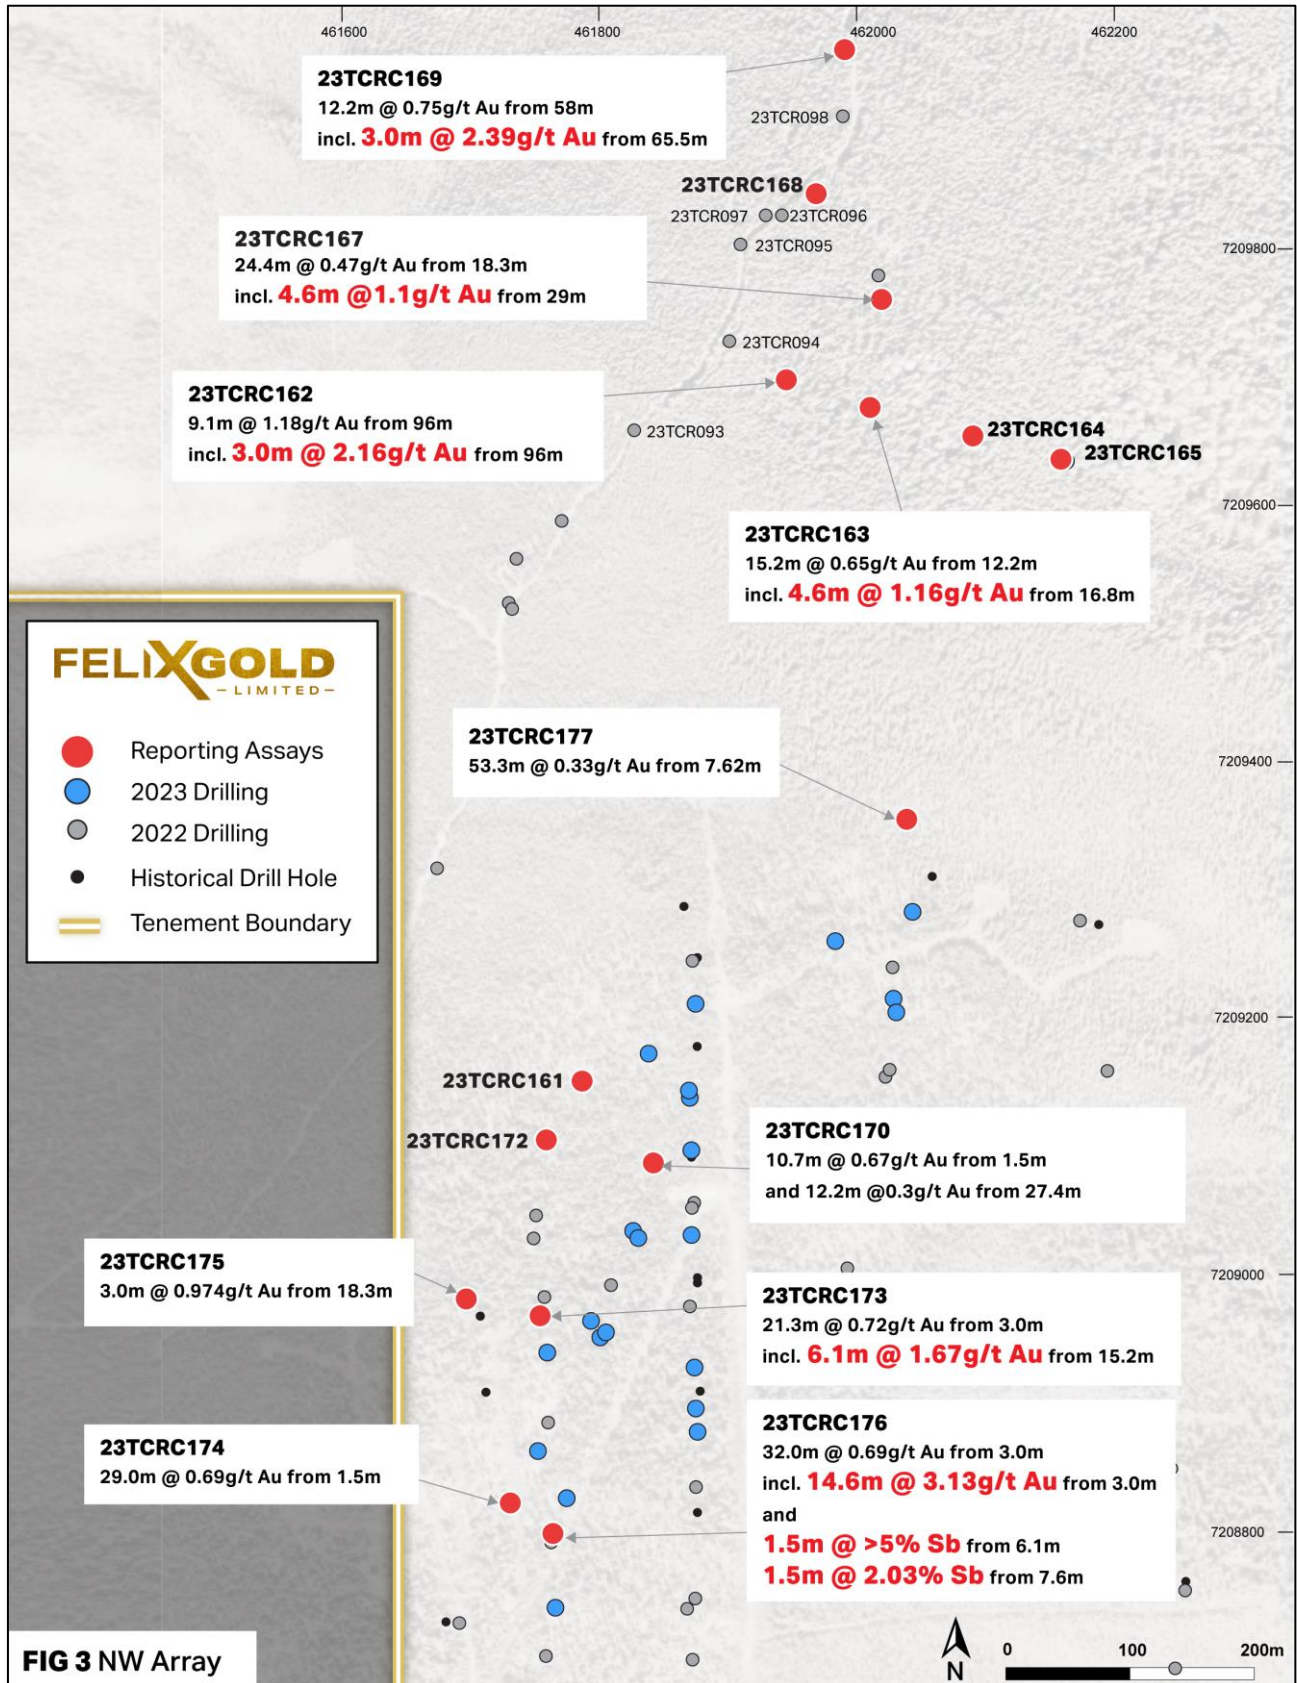 461600
461800
462000
462200
23TCRC169
12.2m @ 0.75g/t Au from 58m
incl. 3.0m @ 2.39g/t Au from 65.5m
23TCR098
23TCRC168
23TCR097
23TCR096
23TCR095
7209800
23TCRC167
24.4m @ 0.47g/t Au from 18.3m
incl. 4.6m @1.1g/t Au from 29m
23TCR094
23TCRC162
9.1m @ 1.18g/t Au from 96m
incl. 3.0m @ 2.16g/t Au from 96m
23TCR093
23TCRC164
23TCRC165
7209600
23TCRC163
15.2m @ 0.65g/t Au from 12.2m
incl. 4.6m @ 1.16g/t Au from 16.8m
FELIXGOLD
LIMITED
Reporting Assays
2023 Drilling
2022 Drilling
Historical Drill Hole
Tenement Boundary
23TCRC177
53.3m @ 0.33g/t Au from 7.62m
7209400
7209200
23TCRC161
23TCRC172
23TCRC170
10.7m @ 0.67g/t Au from 1.5m
and 12.2m @0.3g/t Au from 27.4m
23TCRC175
3.0m @ 0.974g/t Au from 18.3m
7209000
23TCRC173
21.3m @ 0.72g/t Au from 3.0m
incl. 6.1m @ 1.67g/t Au from 15.2m
23TCRC174
29.0m @ 0.69g/t Au from 1.5m
23TCRC176
32.0m @ 0.69g/t Au from 3.0m
incl. 14.6m @ 3.13g/t Au from 3.0m
and
1.5m @ >5% Sb from 6.1m
1.5m @ 2.03% Sb from 7.6m
7208800
FIG 3 NW Array
N
0 100 200m